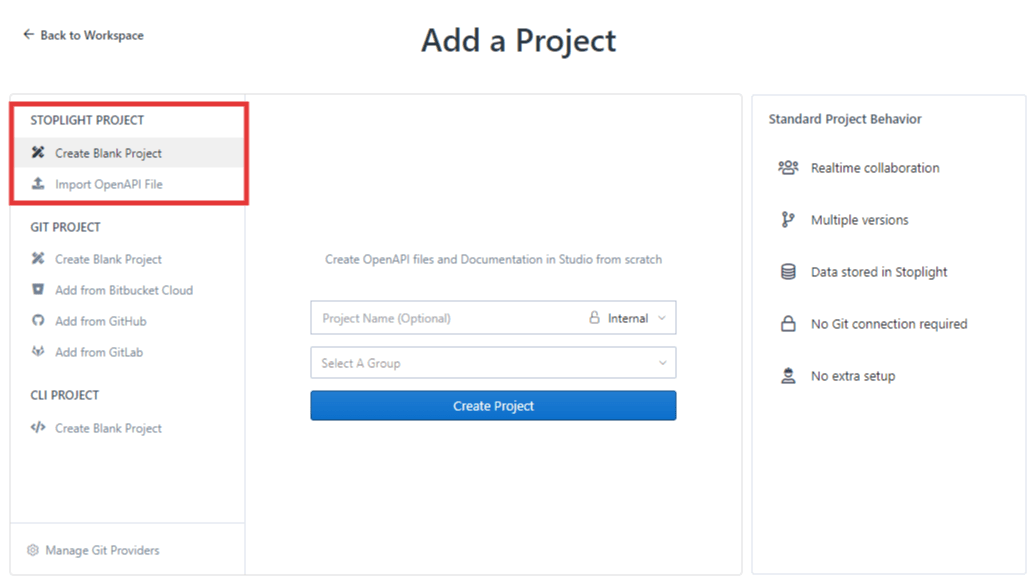 Back to Workspace
Add a Project
STOPLIGHT PROJECT
Create Blank Project
Import OpenAPI File
GIT PROJECT
Create Blank Project
Add from Bitbucket Cloud
Add from GitHub
Add from GitLab
CLI PROJECT
Create Blank Project
Manage Git Providers
Create OpenAPI files and Documentation in Studio from scratch
Project Name (Optional) Internal
Select A Group
Create Project
Standard Project Behavior
Realtime collaboration
Multiple versions
Data stored in Stoplight
No Git connection required
No extra setup